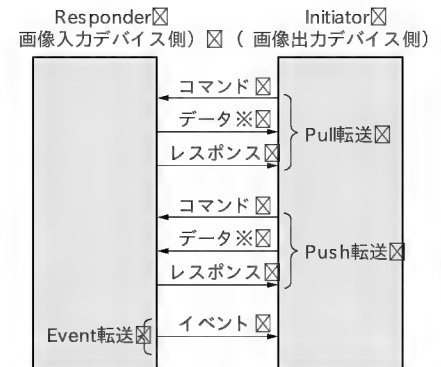 Responder☒ Initiator☒
画像入力デバイス側）☒ （ 画像出力デバイス側）
コマンド☒
データ※☒
Pull転送☒
レスポンス☒
コマンド☒
データ※☒
Push転送☒
レスポンス☒
Event転送☒ イベント☒